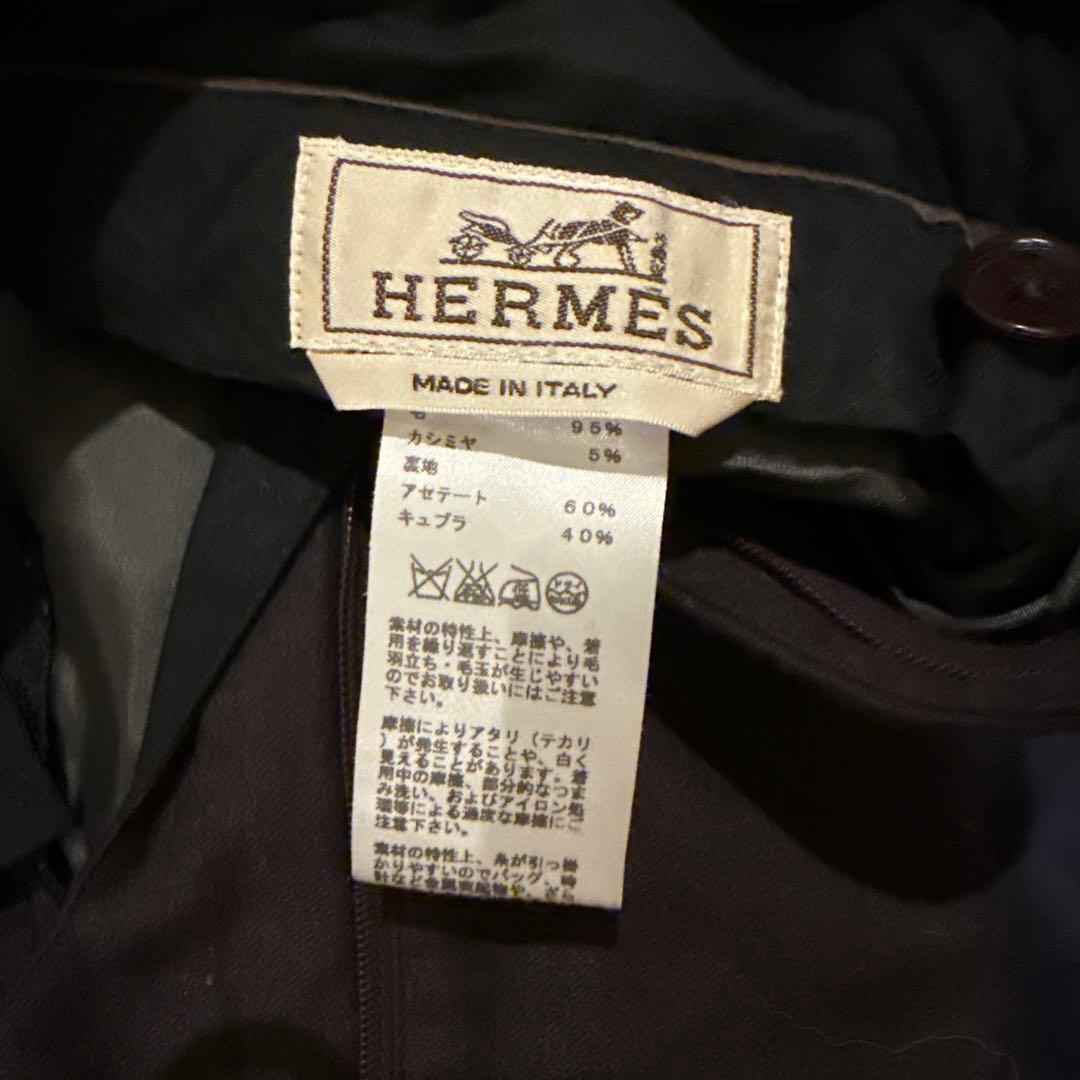 HERMES
MADE IN ITALY
毛 95%
カシミヤ 5%
裏地
アセテート 60%
キュプラ 40%
素材の特性上、摩擦や、着
用を繰り返すことにより毛
羽立ち・毛玉が生じやすい
のでお取り扱いにはご注意
下さい。
摩擦によりアタリ（テカリ
）が発生することや、白く
見えることがあります。着
用中の摩擦、部分的なつま
み洗い、およびアイロン処
理等による過度な摩擦にご
注意下さい。
素材の特性上、糸が引っ掛
かりやすいのでバッグ、時
計など金属